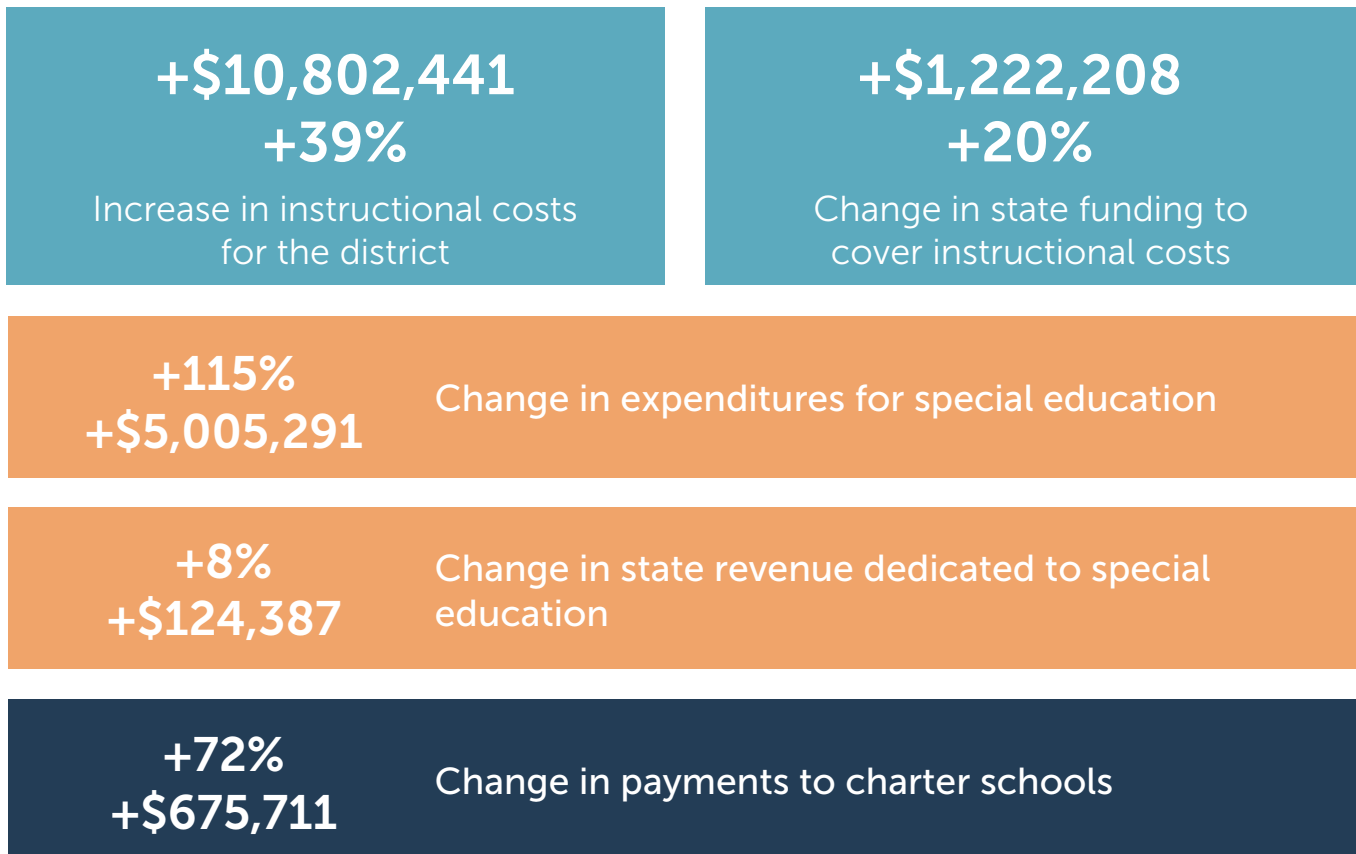 +$10,802,441
+39%
Increase in instructional costs
for the district
+$1,222,208
+20%
Change in state funding to
cover instructional costs
+115%
+$5,005,291
Change in expenditures for special education
+8%
+$124,387
Change in state revenue dedicated to special
education
+72%
+$675,711
Change in payments to charter schools